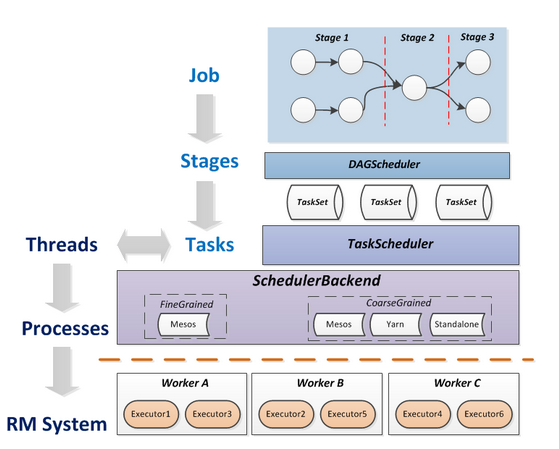 Stage 1 Stage 2 Stage 3
Job
Stages
DAGScheduler
TaskSet TaskSet TaskSet
Threads Tasks TaskScheduler
SchedulerBackend
FineGrained CoarseGrained
Mesos Mesos Yarn Standalone
Processes
Worker A Worker B Worker C
Executor1 Executor3 Executor2 Executor5 Executor4 Executor6
RM System